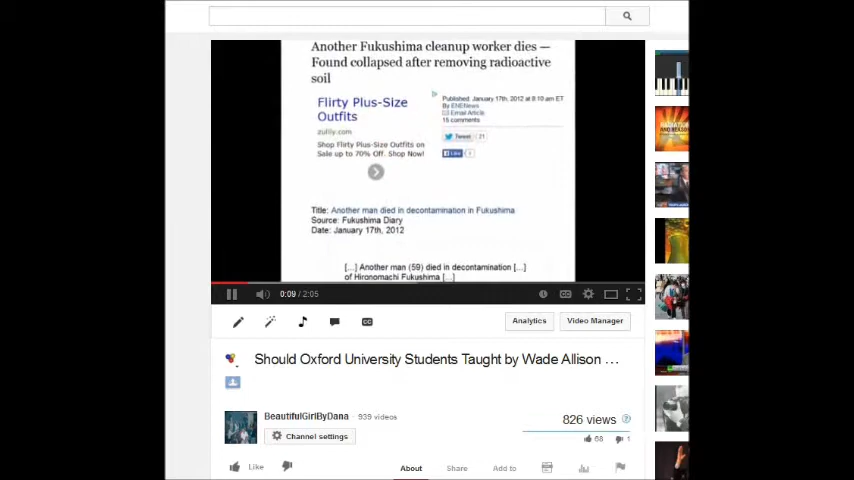 Another Fukushima cleanup worker dies —
Found collapsed after removing radioactive
soil
Flirty Plus-Size
Outfits
zulily.com
Shop Flirty Plus-Size Outfits on
Sale up to 70% Off. Shop Now!
Published: January 17th, 2012 at 8:10 am ET
By ENENews
Email Article
15 comments
Tweet 21
Like
Title: Another man died in decontamination in Fukushima
Source: Fukushima Diary
Date: January 17th, 2012
[...] Another man (59) died in decontamination [...]
of Hironomachi Fukushima [...]
0:09 / 2:05
CC
Analytics
Video Manager
Should Oxford University Students Taught by Wade Allison ...
BeautifulGirlByDana · 939 videos
Channel settings
826 views
68 1
Like
About
Share
Add to